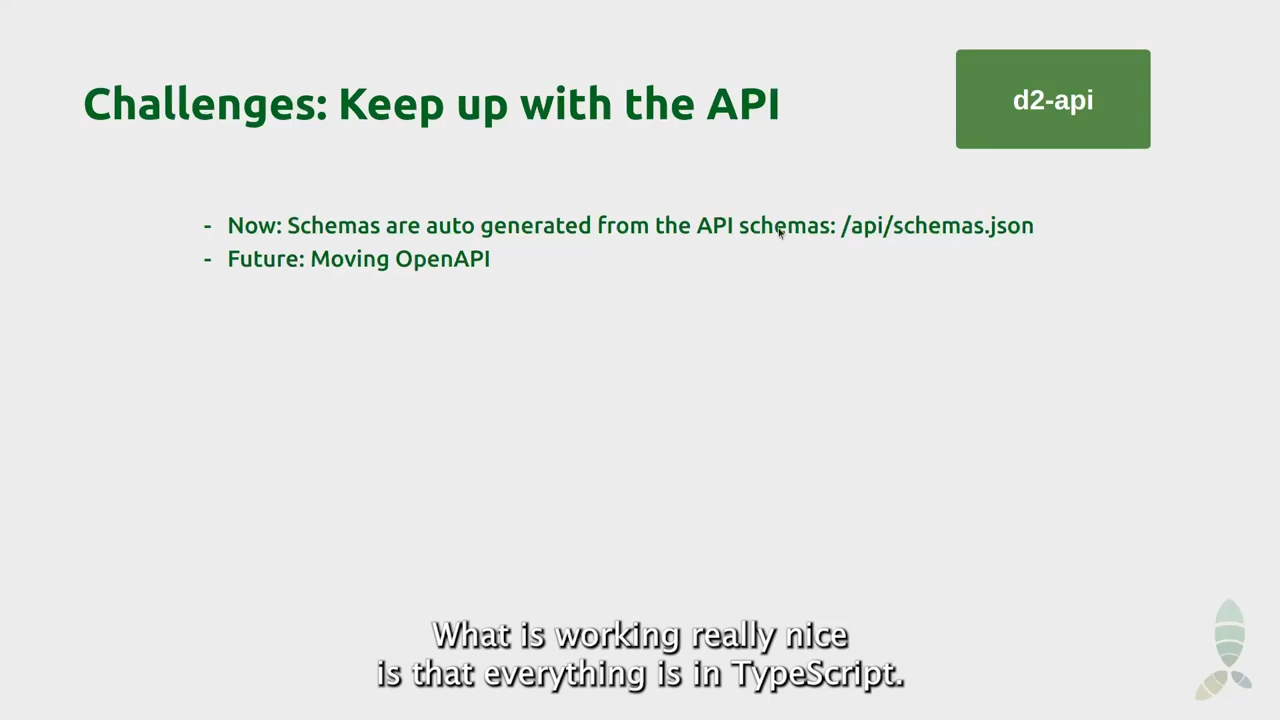 Challenges: Keep up with the API
d2-api
- Now: Schemas are auto generated from the API schemas: /api/schemas.json
- Future: Moving OpenAPI
What is working really nice
is that everything is in TypeScript.